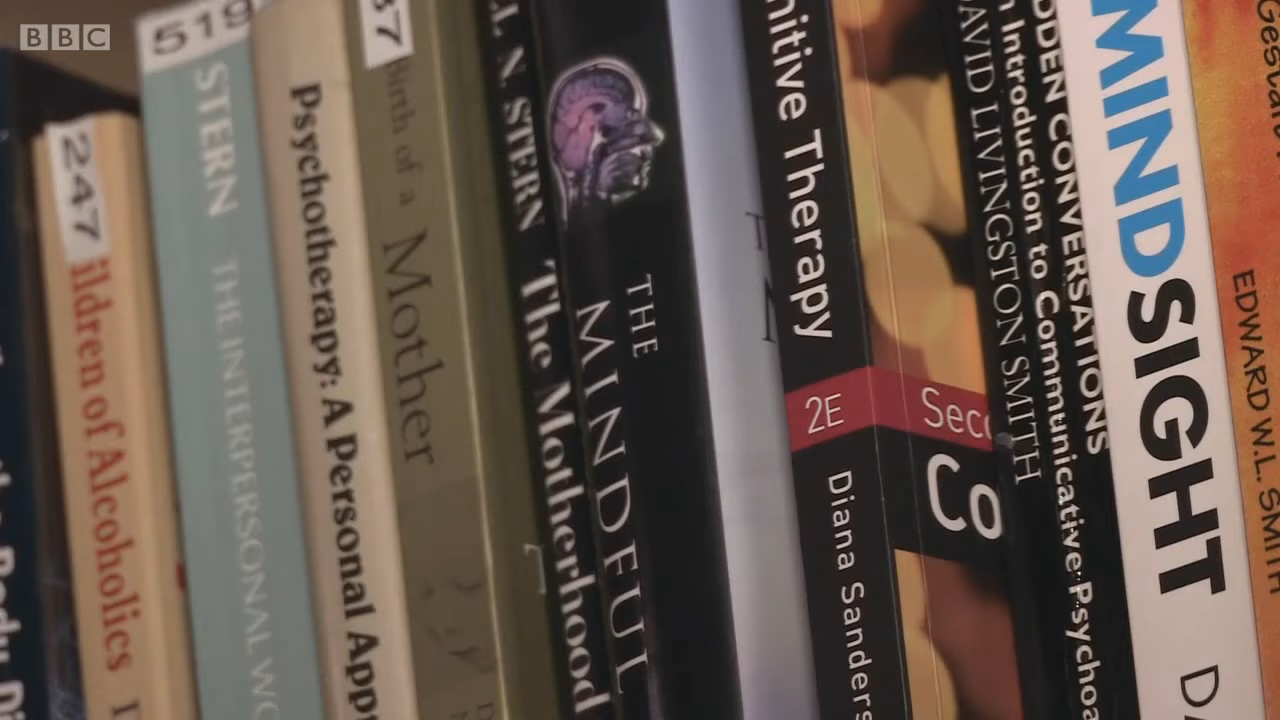 BBC
247
ildren of Alcoholics
519
STERN THE INTERPERSONAL WO
Psychotherapy: A Personal App
37
Birth of a
Mother
L N. STERN The Motherhood
THE
MINDFUL
nitive Therapy
2E
Diana Sanders
Seco
Co
DAVID LIVINGSTON SMITH
DDEN CONVERSATIONS
n Introduction to Communicative Psychoa
MINDSIGHT
D
EDWARD W.L. SMITH